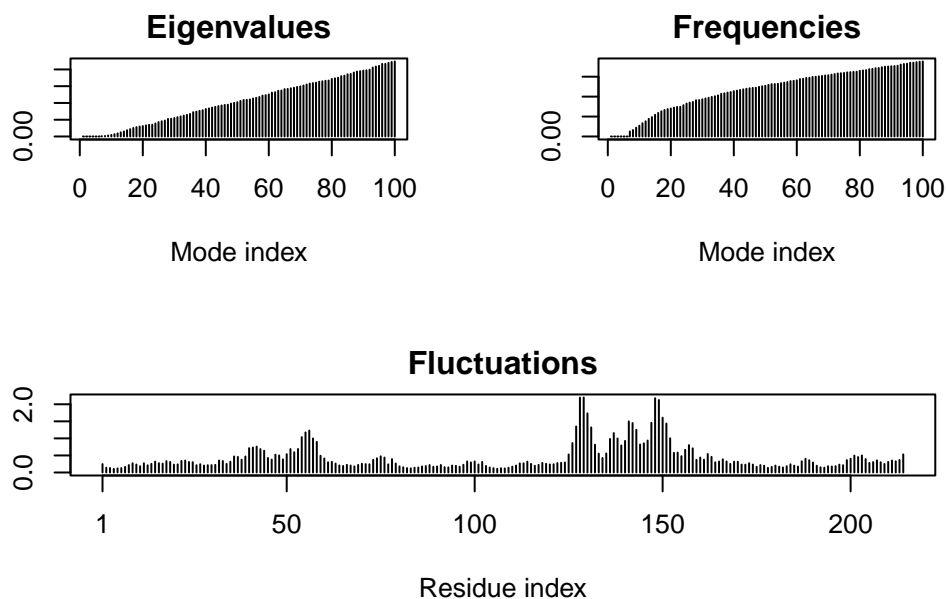 Eigenvalues
0.00
0 20 40 60 80 100
Mode index
Frequencies
0.00
0 20 40 60 80 100
Mode index
Fluctuations
2.0
0.0
1 50 100 150 200
Residue index